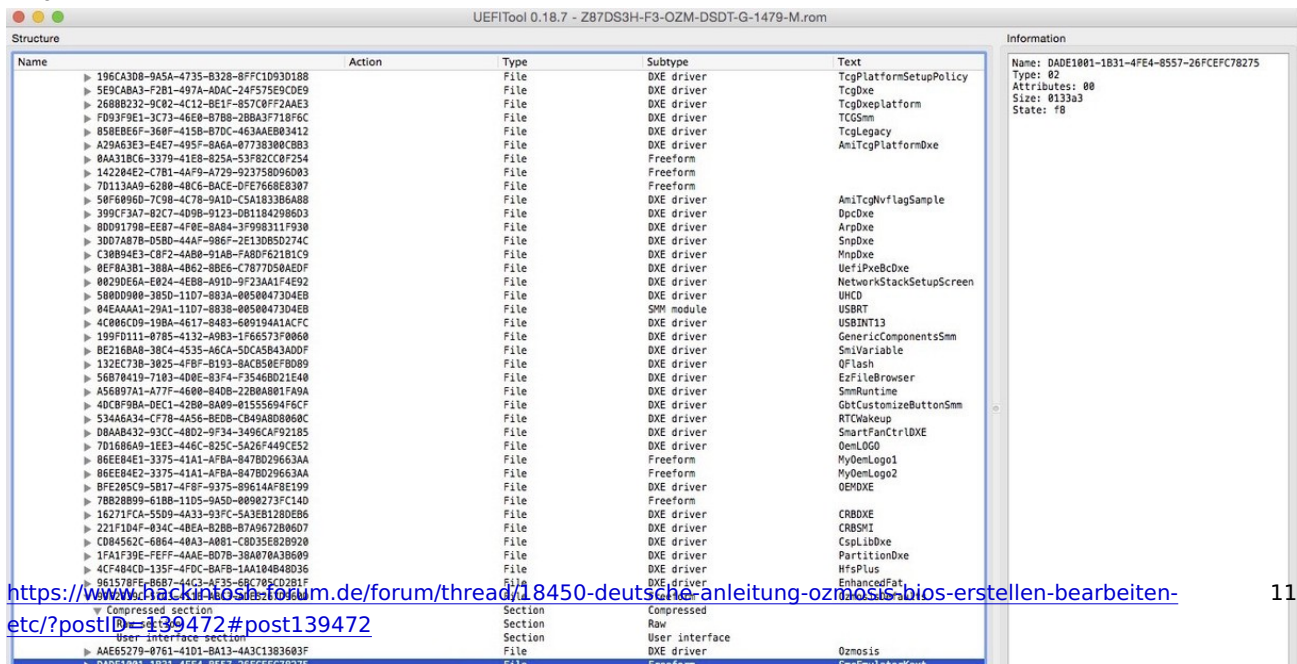 UEFITool 0.18.7 - Z87DS3H-F3-OZM-DSDT-G-1479-M.rom
Structure
Information
Name Action Type Subtype Text
196CA3D8-9A5A-4735-B328-8FFC1D93D188 File DXE driver TcgPlatformSetupPolicy
5E9CABA3-F2B1-497A-ADAC-24F575E9CDE9 File DXE driver TcgDxe
2688B232-9C02-4C12-BE1F-857C0FF2AAE3 File DXE driver TcgDxeplatform
FD93F9E1-3C73-46E0-B7B8-2BBA3F718F6C File DXE driver TCGSmm
858EBE6F-360F-415B-B7DC-463AAEB03412 File DXE driver TcgLegacy
A29A63E3-E4E7-495F-8A6A-07738300CBB3 File DXE driver AmiTcgPlatformDxe
0AA31BC6-3379-41E8-825A-53F82CC0F254 File Freeform
142204E2-C7B1-4AF9-A729-923758D96D03 File Freeform
7D113AA9-6280-48C6-BACE-DFE7668E8307 File Freeform
50F6096D-7C98-4C78-9A1D-C5A1833B6A88 File DXE driver AmiTcgNvflagSample
399CF3A7-82C7-4D9B-9123-DB11842986D3 File DXE driver DpcDxe
8DD91798-EE87-4F0E-8A84-3F998311F930 File DXE driver ArpDxe
3DD7A87B-D5BD-44AF-986F-2E13DB5D274C File DXE driver SnpDxe
C30B94E3-C8F2-4AB0-91AB-FA8DF621B1C9 File DXE driver MnpDxe
0EF8A3B1-388A-4B62-8BE6-C7877D50AEDF File DXE driver UefiPxeBcDxe
0029DE6A-E024-4EB8-A91D-9F23AA1F4E92 File DXE driver NetworkStackSetupScreen
580DD900-385D-11D7-883A-00500473D4EB File DXE driver UHCD
04EAAAA1-29A1-11D7-8838-00500473D4EB File SMM module USBRT
4C006CD9-19BA-4617-8483-609194A1ACFC File DXE driver USBINT13
199FD111-0785-4132-A9B3-1F66573F0060 File DXE driver GenericComponentsSmm
BE216BA8-38C4-4535-A6CA-5DCA5B43ADDF File DXE driver SmiVariable
132EC73B-3025-4FBF-B193-8ACB50EFBD89 File DXE driver QFlash
56B70419-7103-4D0E-83F4-F3546BD21E40 File DXE driver EzFileBrowser
A56897A1-A77F-4600-84DB-22B0A801FA9A File DXE driver SmmRuntime
4DCBF9BA-DEC1-42B0-8A09-01555694F6CF File DXE driver GbtCustomizeButtonSmm
534A6A34-CF78-4A56-BEDB-CB49A8D8060C File DXE driver RTCWakeup
D8AAB432-93CC-48D2-9F34-3496CAF92185 File DXE driver SmartFanCtrlDXE
7D1686A9-1EE3-446C-825C-5A26F449CE52 File DXE driver OemLOGO
86EE84E1-3375-41A1-AFBA-847BD29663AA File Freeform MyOemLogo1
86EE84E2-3375-41A1-AFBA-847BD29663AA File Freeform MyOemLogo2
BFE205C9-5B17-4F8F-9375-89614AF8E199 File DXE driver OEMDXE
7BB28B99-61BB-11D5-9A5D-0090273FC14D File Freeform
16271FCA-55D9-4A33-93FC-5A3EB128DEB6 File DXE driver CRBDXE
221F1D4F-034C-4BEA-B2BB-B7A9672B06D7 File DXE driver CRBSMI
CD84562C-6864-40A3-A081-C8D35E82B920 File DXE driver CspLibDxe
1FA1F39E-FEFF-4AAE-BD7B-38A070A3B609 File DXE driver PartitionDxe
4CF484CD-135F-4FDC-BAFB-1AA104B48D36 File DXE driver HfsPlus
961578FE-B6B7-44C3-AF35-6BC705CD2B1F File DXE driver EnhancedFat
https://www.hackintosh-forum.de/forum/thread/18450-deutsche-anleitung-ozmosis-bios-erstellen-bearbeiten-etc/?postID=139472#post139472
11
Compressed section Section Compressed
Raw section Section Raw
User interface section Section User interface
AAE65279-0761-41D1-BA13-4A3C1383603F File DXE driver Ozmosis
Name: DADE1001-1B31-4FE4-8557-26FCEFC78275
Type: 02
Attributes: 00
Size: 0133a3
State: f8